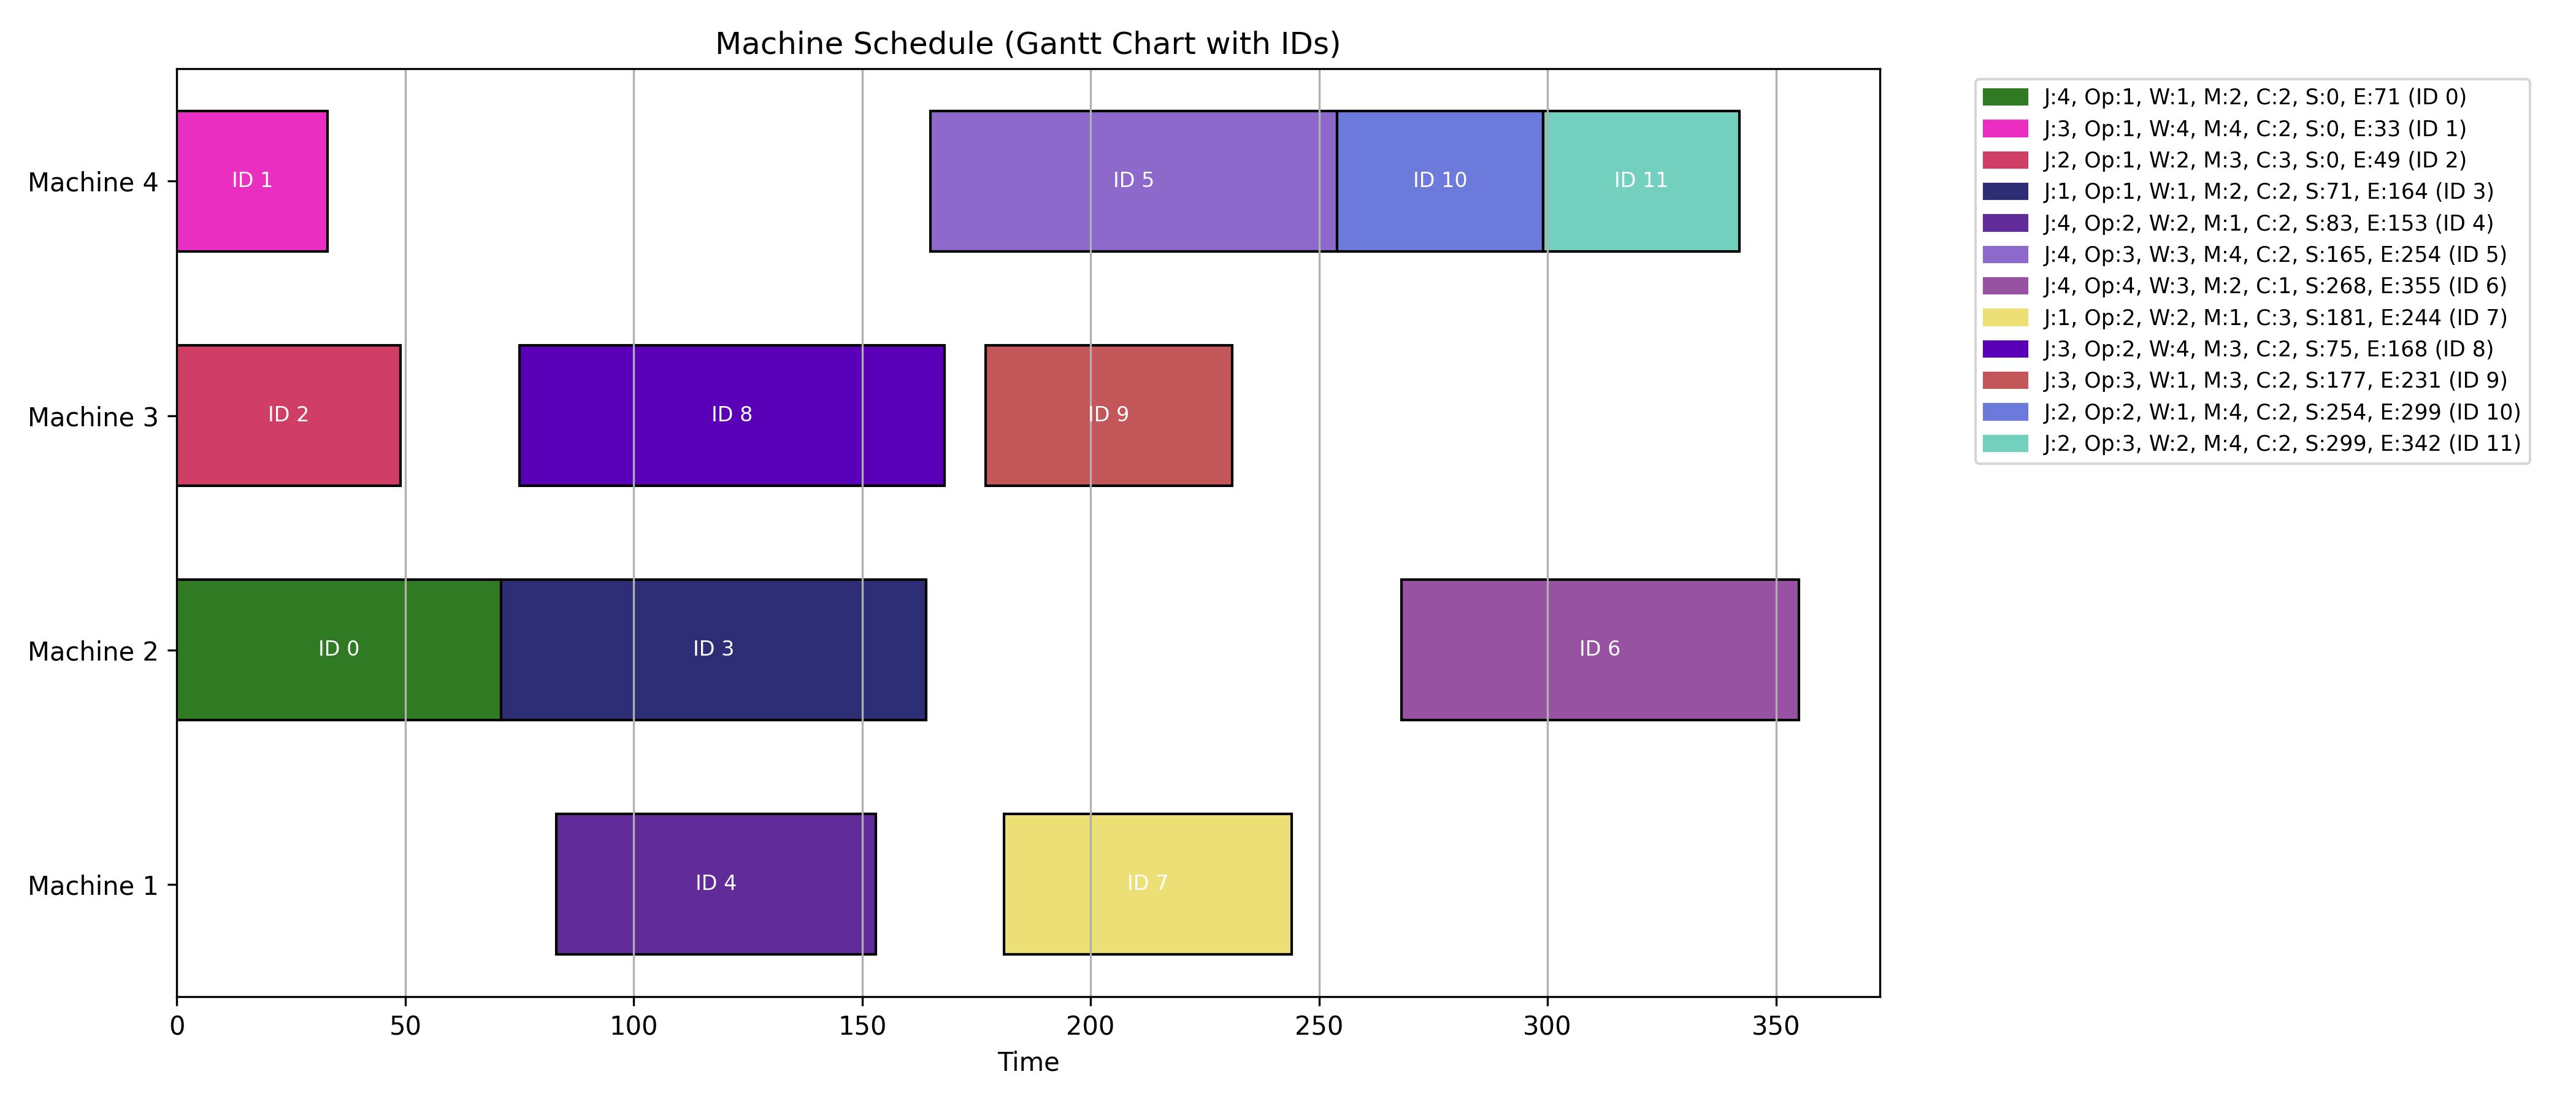 Machine Schedule (Gantt Chart with IDs)
Machine 4
ID 1
ID 5
ID 10
ID 11
Machine 3
ID 2
ID 8
ID 9
Machine 2
ID 0
ID 3
ID 6
Machine 1
ID 4
ID 7
0 50 100 150 200 250 300 350
Time
J:4, Op:1, W:1, M:2, C:2, S:0, E:71 (ID 0)
J:3, Op:1, W:4, M:4, C:2, S:0, E:33 (ID 1)
J:2, Op:1, W:2, M:3, C:3, S:0, E:49 (ID 2)
J:1, Op:1, W:1, M:2, C:2, S:71, E:164 (ID 3)
J:4, Op:2, W:2, M:1, C:2, S:83, E:153 (ID 4)
J:4, Op:3, W:3, M:4, C:2, S:165, E:254 (ID 5)
J:4, Op:4, W:3, M:2, C:1, S:268, E:355 (ID 6)
J:1, Op:2, W:2, M:1, C:3, S:181, E:244 (ID 7)
J:3, Op:2, W:4, M:3, C:2, S:75, E:168 (ID 8)
J:3, Op:3, W:1, M:3, C:2, S:177, E:231 (ID 9)
J:2, Op:2, W:1, M:4, C:2, S:254, E:299 (ID 10)
J:2, Op:3, W:2, M:4, C:2, S:299, E:342 (ID 11)